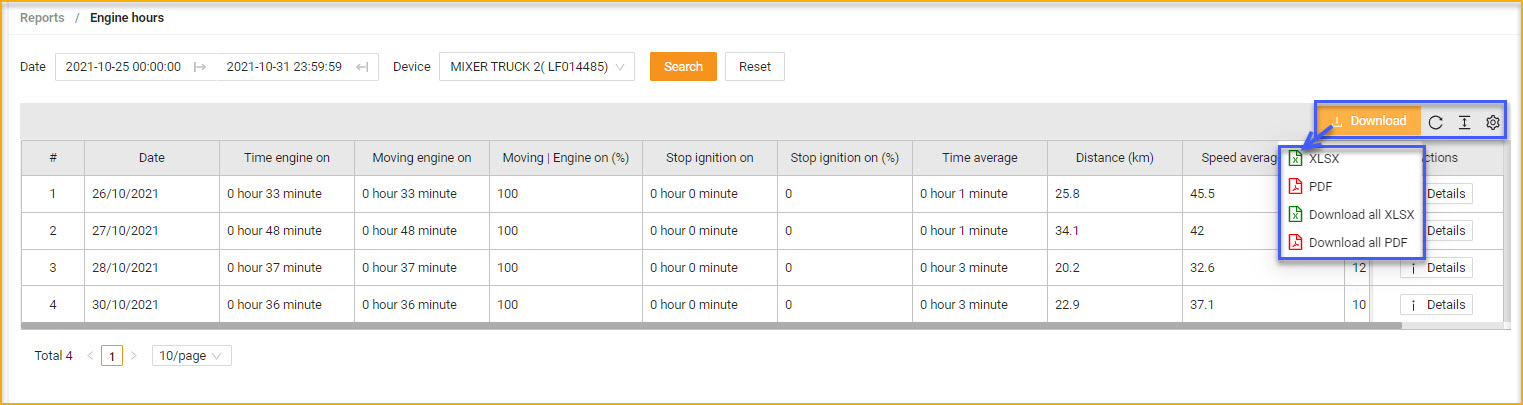 Reports / Engine hours
Date 2021-10-25 00:00:00 2021-10-31 23:59:59 Device MIXER TRUCK 2( LF014485) Search Reset
Download
# Date Time engine on Moving engine on Moving | Engine on (%) Stop ignition on Stop ignition on (%) Time average Distance (km) Speed averag ctions
XLSX
PDF
Download all XLSX
Download all PDF
1 26/10/2021 0 hour 33 minute 0 hour 33 minute 100 0 hour 0 minute 0 0 hour 1 minute 25.8 45.5 Details
2 27/10/2021 0 hour 48 minute 0 hour 48 minute 100 0 hour 0 minute 0 0 hour 1 minute 34.1 42 Details
3 28/10/2021 0 hour 37 minute 0 hour 37 minute 100 0 hour 0 minute 0 0 hour 3 minute 20.2 32.6 12 Details
4 30/10/2021 0 hour 36 minute 0 hour 36 minute 100 0 hour 0 minute 0 0 hour 3 minute 22.9 37.1 10 Details
Total 4 < 1 > 10/page